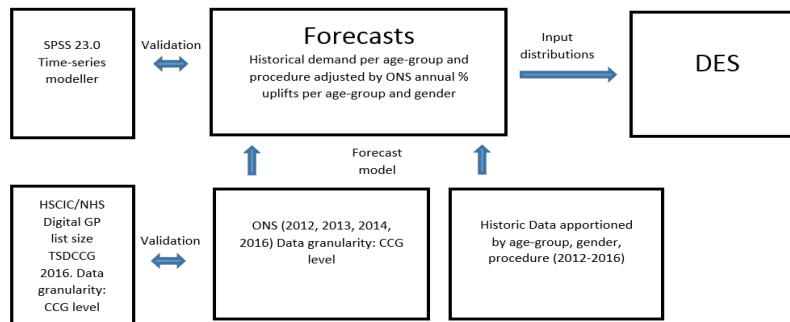 SPSS 23.0
Time-series
modeller
Validation
Forecasts
Historical demand per age-group and
procedure adjusted by ONS annual %
uplifts per age-group and gender
Input
distributions
DES
Forecast
model
HSCIC/NHS
Digital GP
list size
TSDCCG
2016. Data
granularity:
CCG level
Validation
ONS (2012, 2013, 2014,
2016) Data granularity: CCG
level
Historic Data apportioned
by age-group, gender,
procedure (2012-2016)